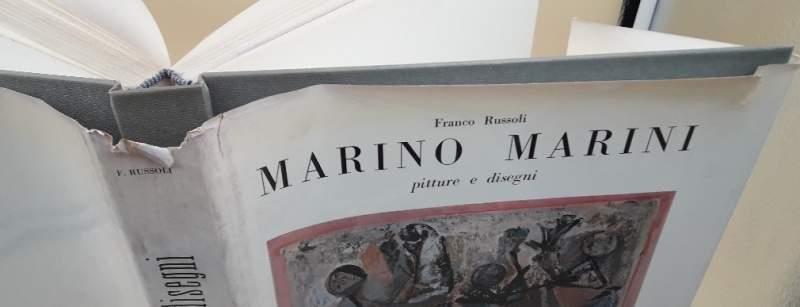 Franco Russoli
MARINO MARINI
pitture e disegni
F. RUSSOLI
disegni